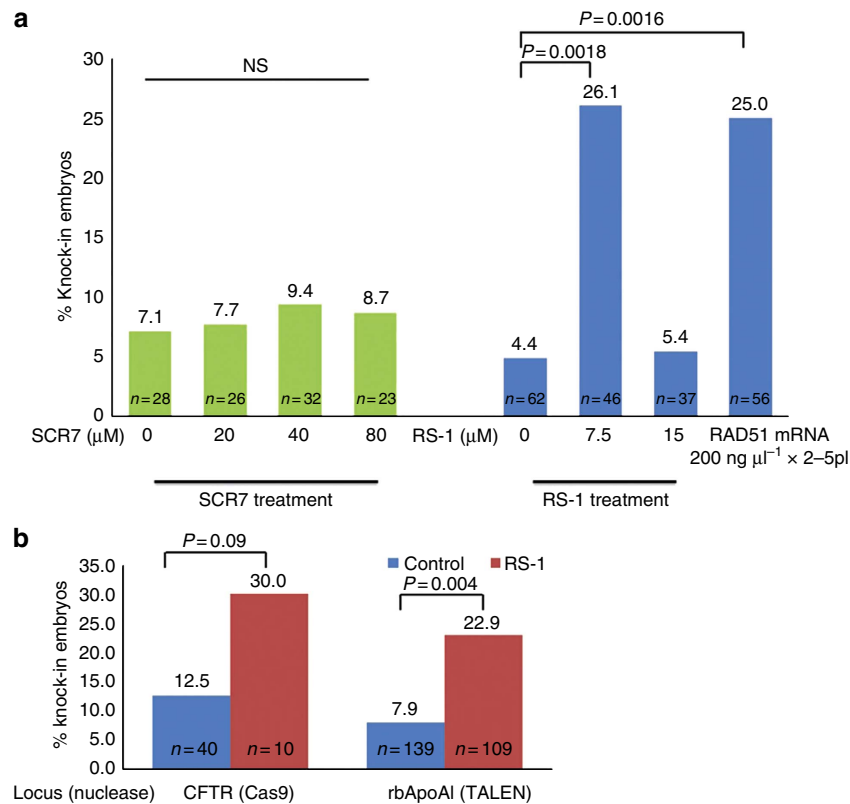 a
P=0.0016
NS
P=0.0018
% Knock-in embryos
30
25
20
15
10
5
0
7.1
7.7
9.4
8.7
4.4
26.1
5.4
25.0
n=28
n=26
n=32
n=23
n=62
n=46
n=37
n=56
SCR7 (μM) 0 20 40 80 RS-1 (μM) 0 7.5 15 RAD51 mRNA
200 ng μl⁻¹ × 2–5pl
SCR7 treatment
RS-1 treatment
b
P=0.09
Control RS-1
P=0.004
% knock-in embryos
35.0
30.0
25.0
20.0
15.0
10.0
5.0
0.0
12.5
30.0
7.9
22.9
n=40
n=10
n=139
n=109
Locus (nuclease) CFTR (Cas9) rbApoAI (TALEN)